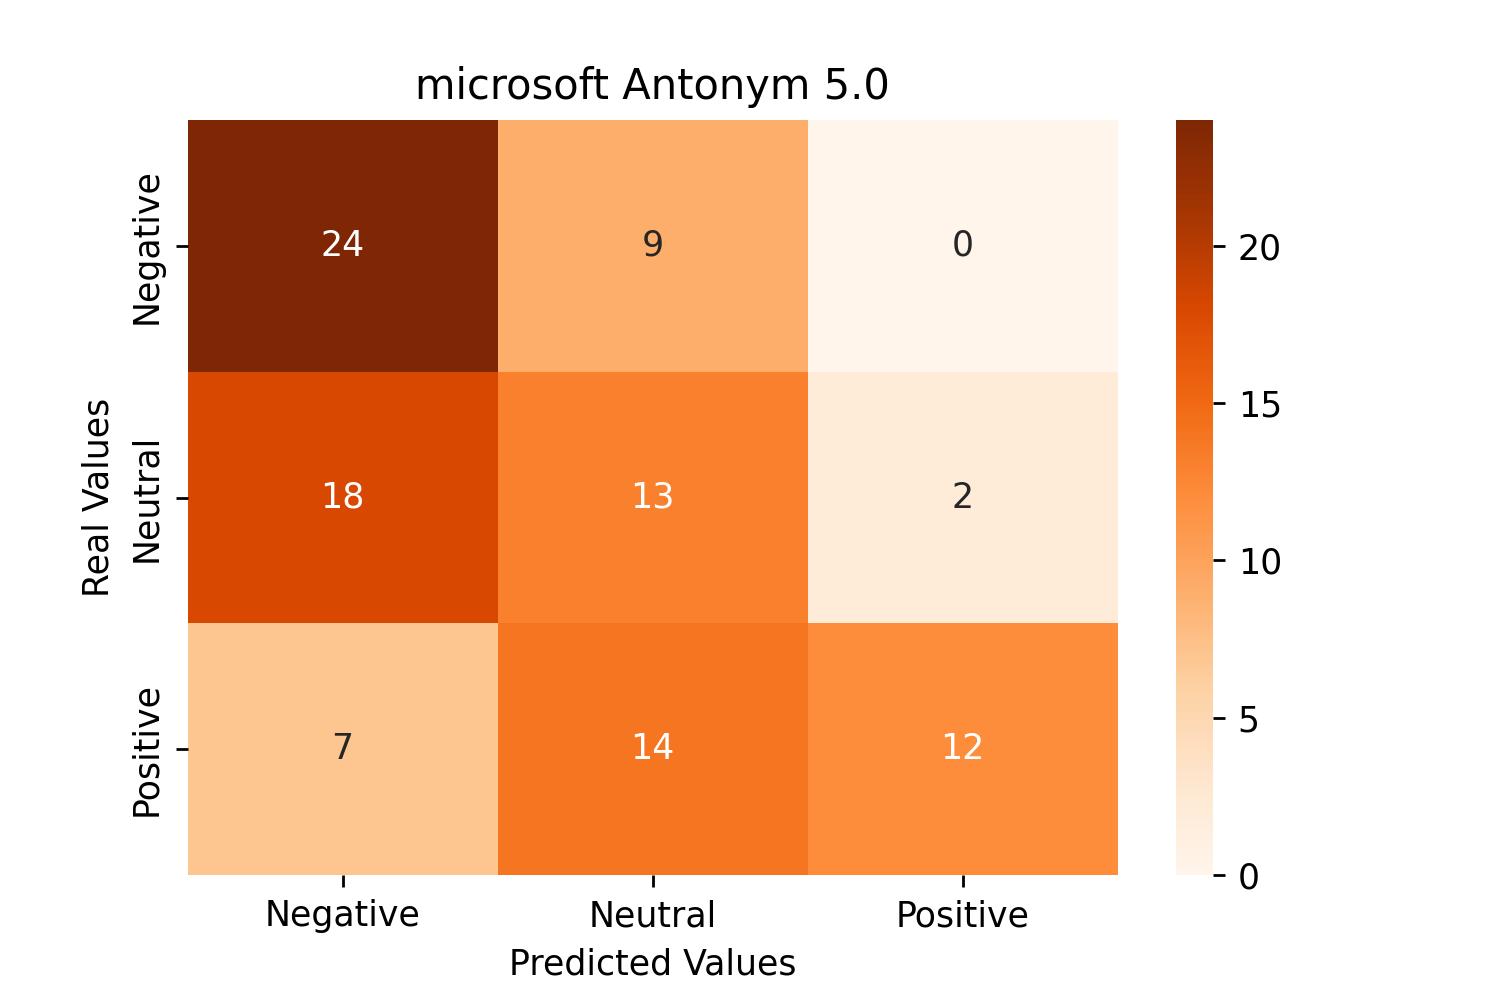 microsoft Antonym 5.0
Real Values
Negative
24 9 0
Neutral
18 13 2
Positive
7 14 12
Negative Neutral Positive
Predicted Values
20
15
10
5
0